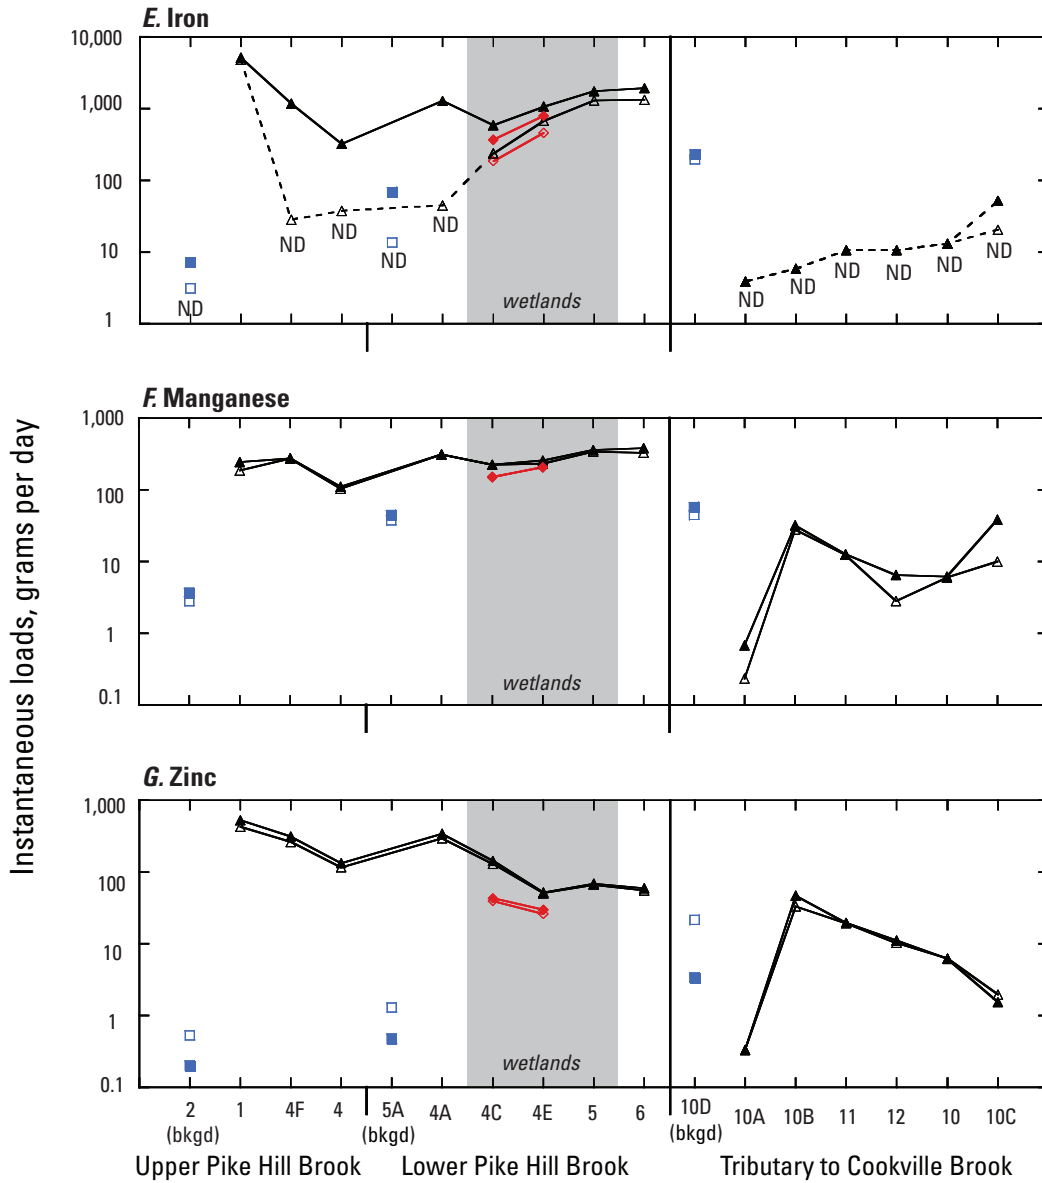 E. Iron
10,000
1,000
100
10
1
ND
ND
ND
ND
ND
ND
ND
ND
ND
ND
ND
wetlands
F. Manganese
1,000
100
10
1
0.1
wetlands
G. Zinc
1,000
100
10
1
0.1
wetlands
Instantaneous loads, grams per day
2 (bkgd)
1
4F
4
5A (bkgd)
4A
4C
4E
5
6
10D (bkgd)
10A
10B
11
12
10
10C
Upper Pike Hill Brook
Lower Pike Hill Brook
Tributary to Cookville Brook